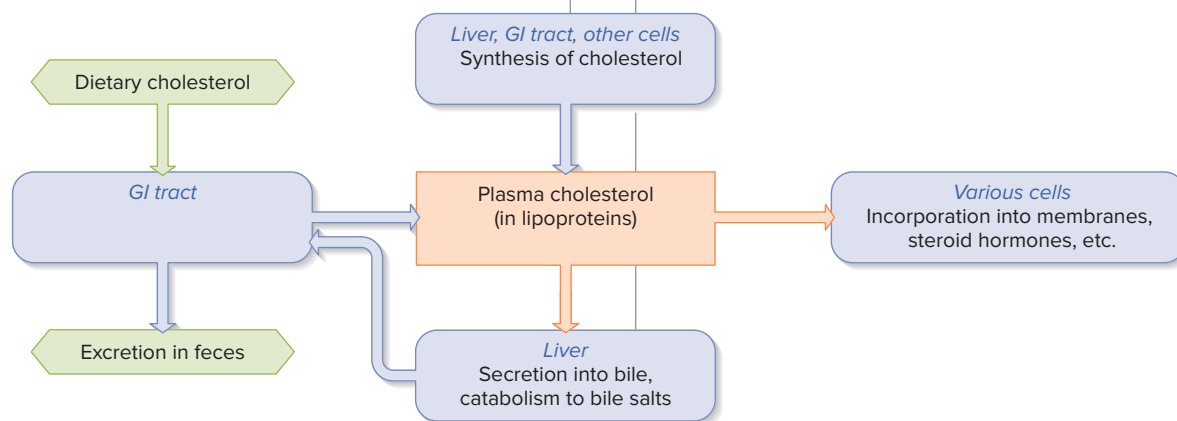 Liver, GI tract, other cells
Synthesis of cholesterol
Dietary cholesterol
GI tract
Plasma cholesterol
(in lipoproteins)
Various cells
Incorporation into membranes,
steroid hormones, etc.
Excretion in feces
Liver
Secretion into bile,
catabolism to bile salts